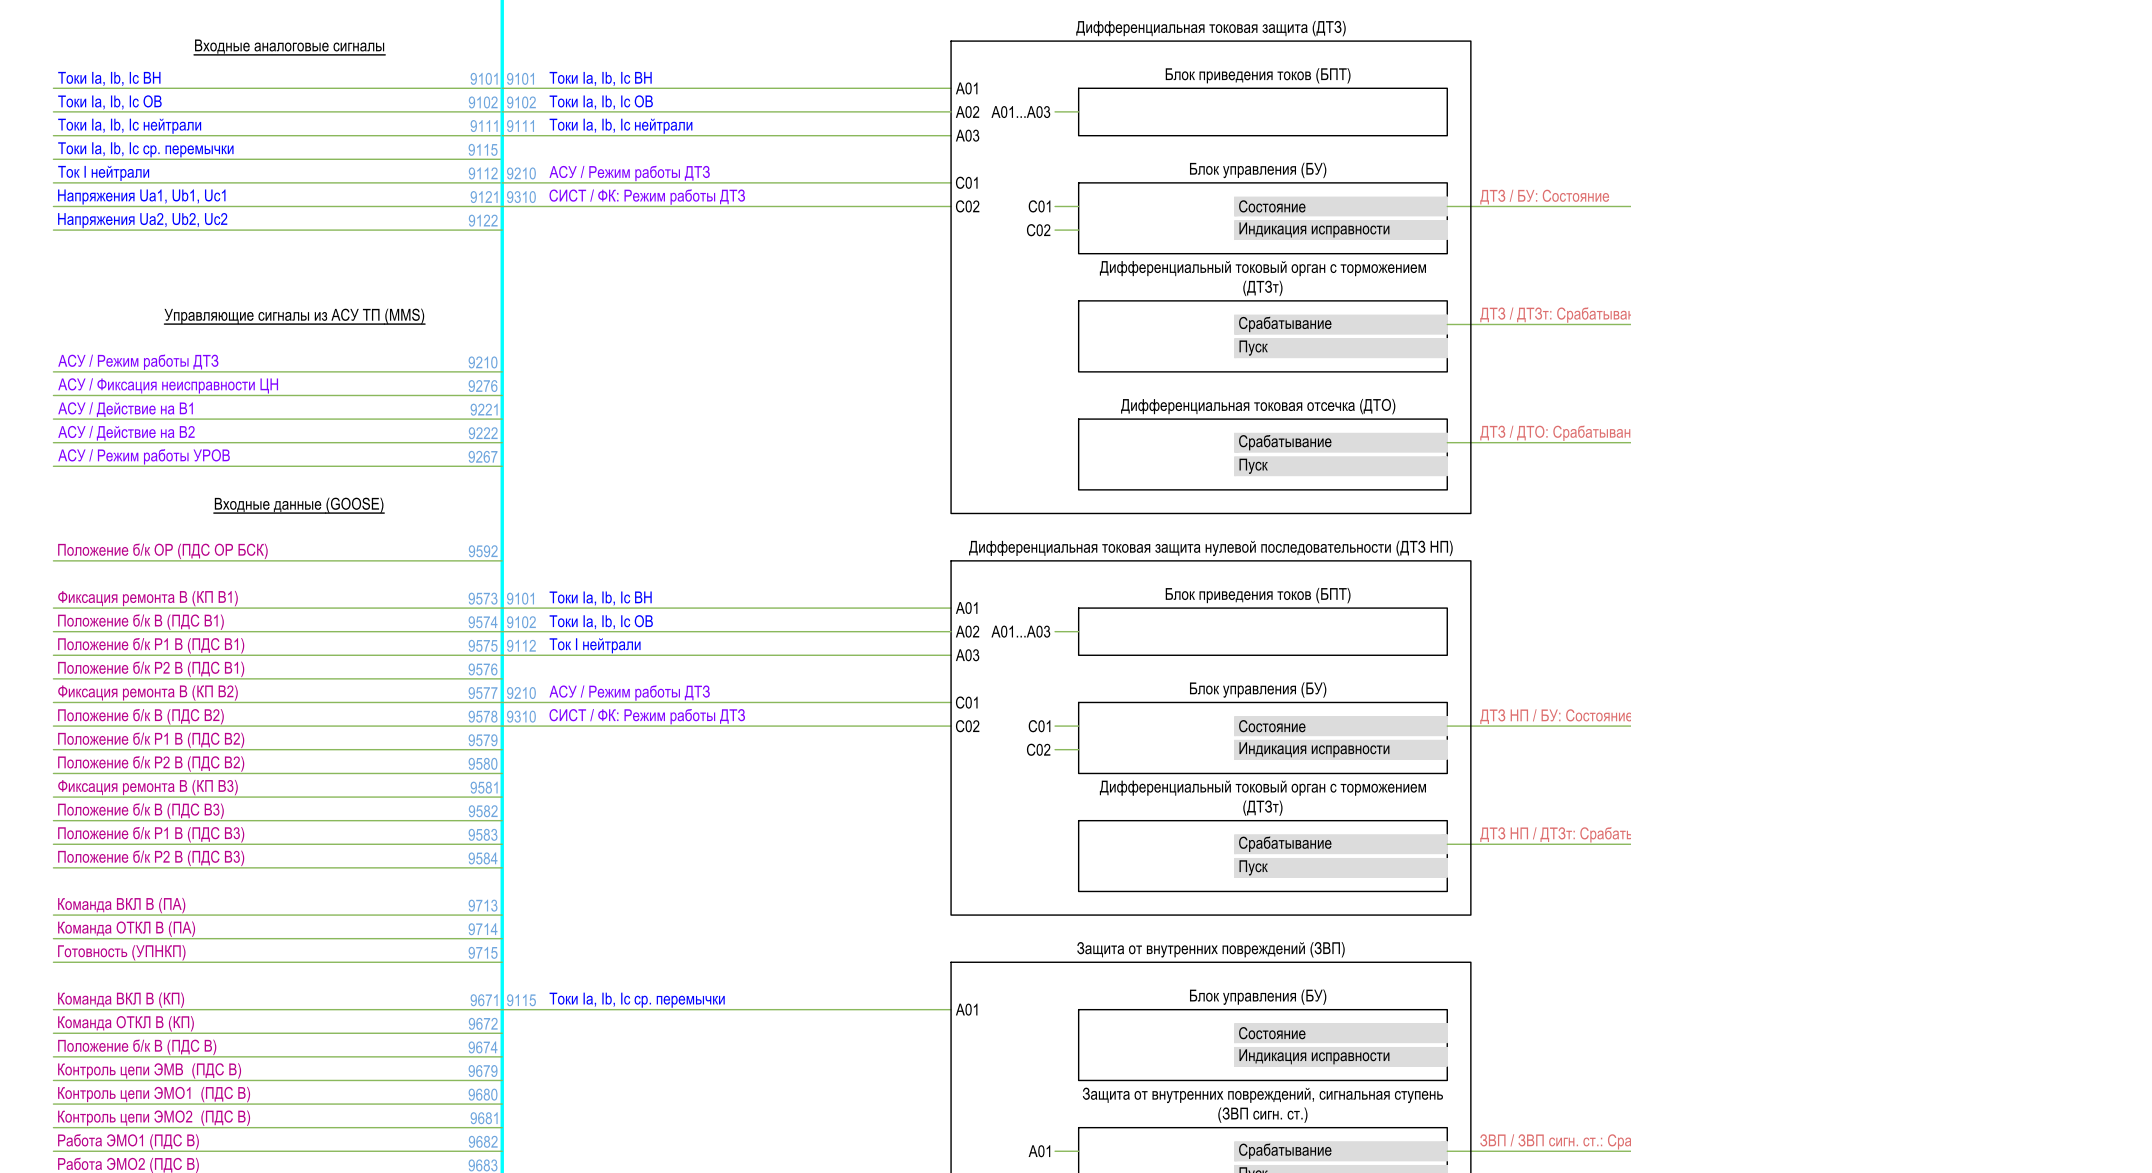 Входные аналоговые сигналы
Токи Ia, Ib, Ic ВН 9101
Токи Ia, Ib, Ic ОВ 9102
Токи Ia, Ib, Ic нейтрали 9111
Токи Ia, Ib, Ic ср. перемычки 9115
Ток I нейтрали 9112
Напряжения Ua1, Ub1, Uc1 9121
Напряжения Ua2, Ub2, Uc2 9122
Управляющие сигналы из АСУ ТП (MMS)
АСУ / Режим работы ДТЗ 9210
АСУ / Фиксация неисправности ЦН 9276
АСУ / Действие на В1 9221
АСУ / Действие на В2 9222
АСУ / Режим работы УРОВ 9267
Входные данные (GOOSE)
Положение б/к ОР (ПДС ОР БСК) 9592
Фиксация ремонта В (КП В1) 9573
Положение б/к В (ПДС В1) 9574
Положение б/к Р1 В (ПДС В1) 9575
Положение б/к Р2 В (ПДС В1) 9576
Фиксация ремонта В (КП В2) 9577
Положение б/к В (ПДС В2) 9578
Положение б/к Р1 В (ПДС В2) 9579
Положение б/к Р2 В (ПДС В2) 9580
Фиксация ремонта В (КП В3) 9581
Положение б/к В (ПДС В3) 9582
Положение б/к Р1 В (ПДС В3) 9583
Положение б/к Р2 В (ПДС В3) 9584
Команда ВКЛ В (ПА) 9713
Команда ОТКЛ В (ПА) 9714
Готовность (УПНКП) 9715
Команда ВКЛ В (КП) 9671
Команда ОТКЛ В (КП) 9672
Положение б/к В (ПДС В) 9674
Контроль цепи ЭМВ (ПДС В) 9679
Контроль цепи ЭМО1 (ПДС В) 9680
Контроль цепи ЭМО2 (ПДС В) 9681
Работа ЭМО1 (ПДС В) 9682
Работа ЭМО2 (ПДС В) 9683
Дифференциальная токовая защита (ДТЗ)
9101 Токи Ia, Ib, Ic ВН A01
9102 Токи Ia, Ib, Ic ОВ A02
9111 Токи Ia, Ib, Ic нейтрали A03
9210 АСУ / Режим работы ДТЗ C01
9310 СИСТ / ФК: Режим работы ДТЗ C02
Блок приведения токов (БПТ)
A01...A03
Блок управления (БУ)
C01 Состояние ДТЗ / БУ: Состояние
C02 Индикация исправности
Дифференциальный токовый орган с торможением
(ДТЗт)
Срабатывание ДТЗ / ДТЗт: Срабатыван
Пуск
Дифференциальная токовая отсечка (ДТО)
Срабатывание ДТЗ / ДТО: Срабатыван
Пуск
Дифференциальная токовая защита нулевой последовательности (ДТЗ НП)
9101 Токи Ia, Ib, Ic ВН A01
9102 Токи Ia, Ib, Ic ОВ A02
9112 Ток I нейтрали A03
9210 АСУ / Режим работы ДТЗ C01
9310 СИСТ / ФК: Режим работы ДТЗ C02
Блок приведения токов (БПТ)
A01...A03
Блок управления (БУ)
C01 Состояние ДТЗ НП / БУ: Состояние
C02 Индикация исправности
Дифференциальный токовый орган с торможением
(ДТЗт)
Срабатывание ДТЗ НП / ДТЗт: Срабать
Пуск
Защита от внутренних повреждений (ЗВП)
9115 Токи Ia, Ib, Ic ср. перемычки A01
Блок управления (БУ)
Состояние
Индикация исправности
Защита от внутренних повреждений, сигнальная ступень
(ЗВП сигн. ст.)
A01 Срабатывание ЗВП / ЗВП сигн. ст.: Сра
Пуск